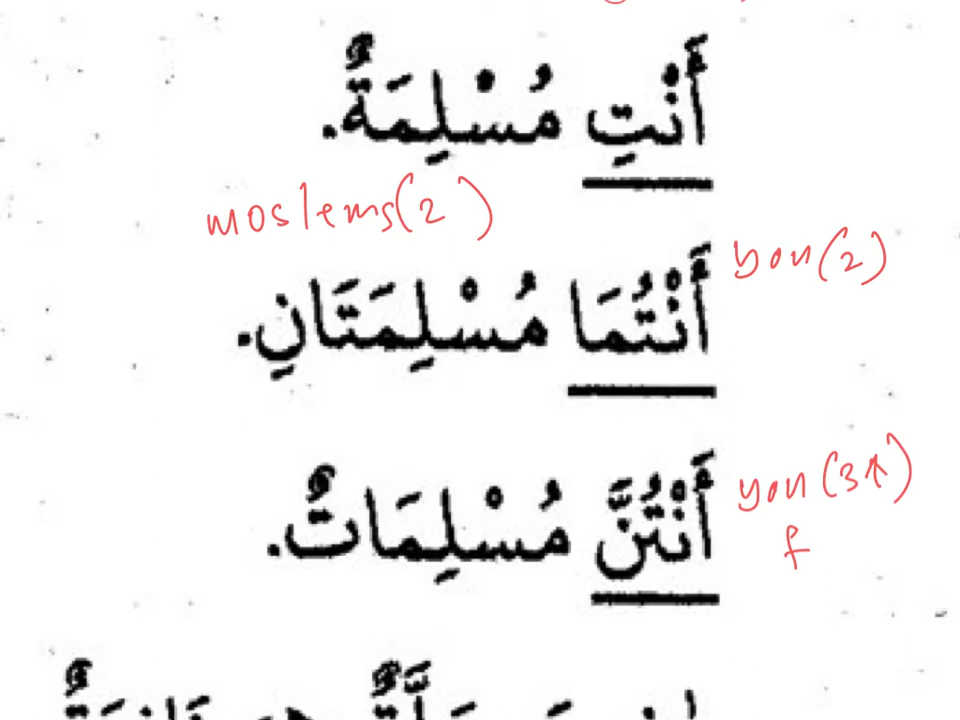 أَنْتِ مُسْلِمَةٌ.
moslems(2)
you(2)
أَنْتُمَا مُسْلِمَتَانِ.
you(3+)
f
أَنْتُنَّ مُسْلِمَاتٌ.